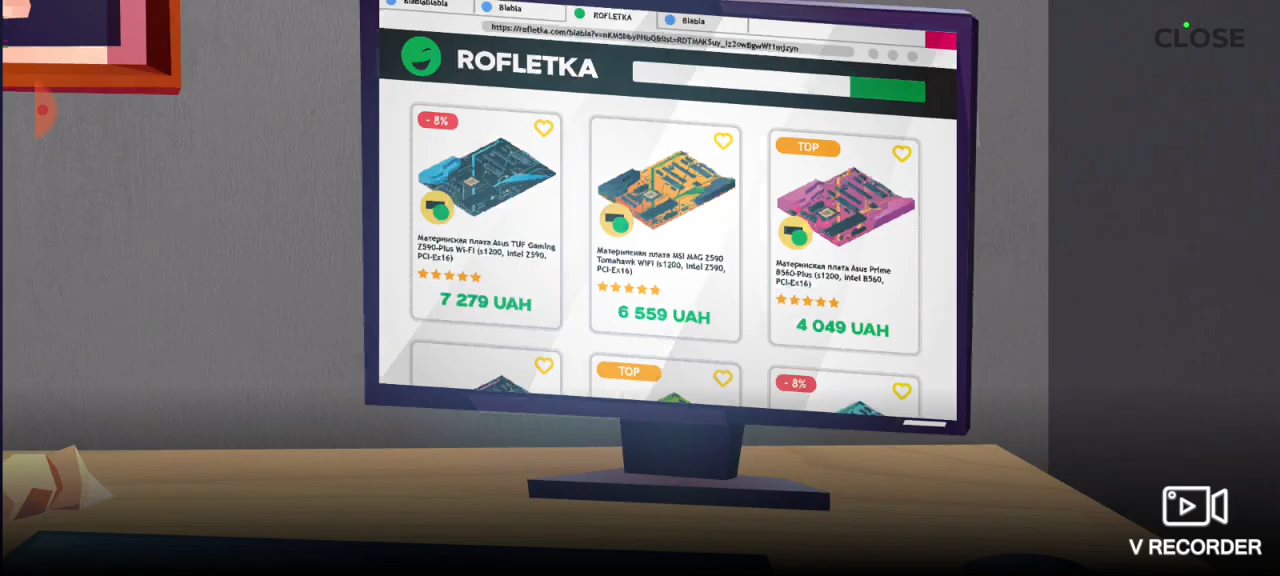 Blablablabla
Blabla
ROFLETKA
Blabla
CLOSE
ROFLETKA
- 8%
TOP
Материнская плата Asus TUF Gaming
Z590-Plus Wi-Fi (s1200, Intel Z590,
PCI-Ex16)
7 279 UAH
Материнская плата MSI MAG Z590
Tomahawk WIFI (s1200, Intel Z590,
PCI-Ex16)
6 559 UAH
Материнская плата Asus Prime
B560-Plus (s1200, Intel B560,
PCI-Ex16)
4 049 UAH
TOP
- 8%
V RECORDER